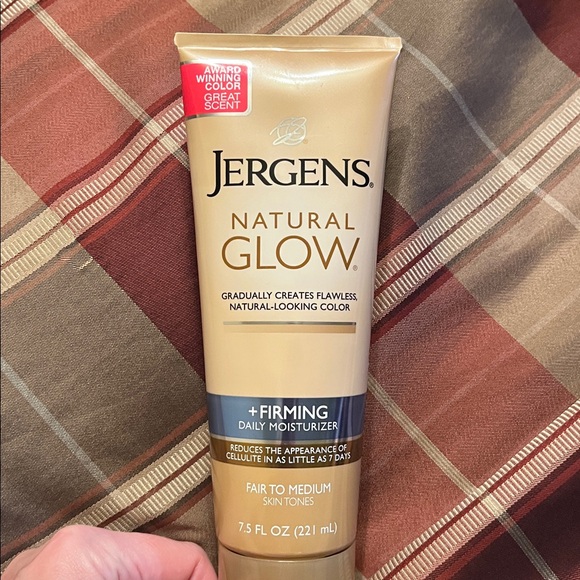 AWARD
WINNING
COLOR
GREAT
SCENT
JERGENS®
NATURAL
GLOW®
GRADUALLY CREATES FLAWLESS,
NATURAL-LOOKING COLOR
+FIRMING
DAILY MOISTURIZER
REDUCES THE APPEARANCE OF
CELLULITE IN AS LITTLE AS 7 DAYS
FAIR TO MEDIUM
SKIN TONES
7.5 FL OZ (221 mL)